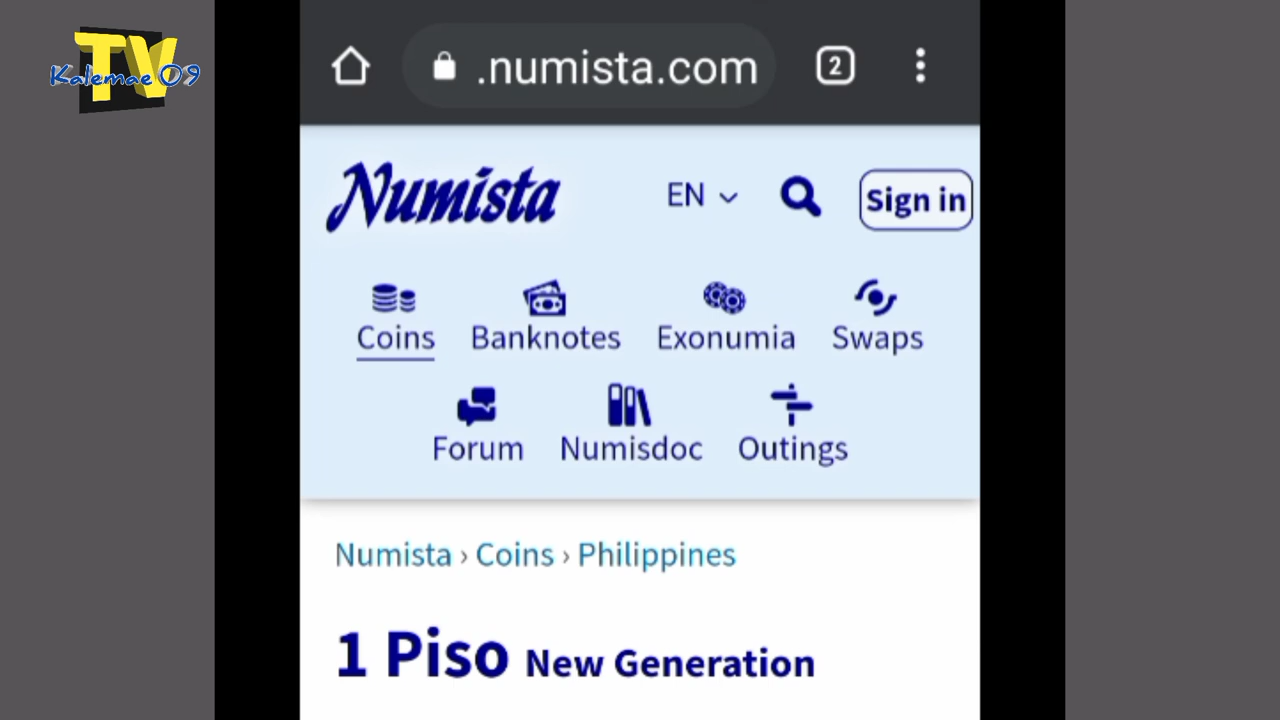 TV
Kalemae 09
.numista.com
2
Numista
EN
Sign in
Coins Banknotes Exonumia Swaps
Forum Numisdoc Outings
Numista › Coins › Philippines
1 Piso New Generation